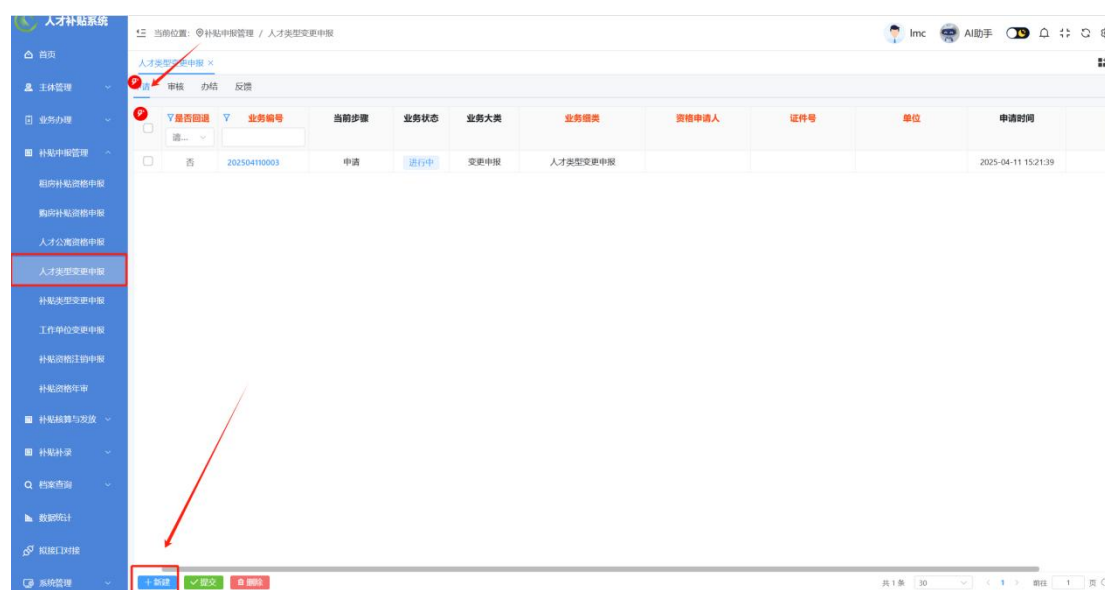 人才补贴系统
当前位置: 补贴申报管理 / 人才类型变更申报
lmc
AI助手
首页
主体管理
业务办理
补贴申报管理
租房补贴资格申报
购房补贴资格申报
人才公寓资格申报
人才类型变更申报
补贴类型变更申报
工作单位变更申报
补贴资格注销申报
补贴资格年审
补贴核算与发放
补贴补录
档案查询
数据统计
拟接口对接
系统管理
人才类型变更申报 ×
请 审核 办结 反馈
是否回退 业务编号 当前步骤 业务状态 业务大类 业务细类 资格申请人 证件号 单位 申请时间
请...
否 202504110003 申请 进行中 变更申报 人才类型变更申报 2025-04-11 15:21:39
+ 新建 提交 删除
共 1 条 30 1 前往 1 页